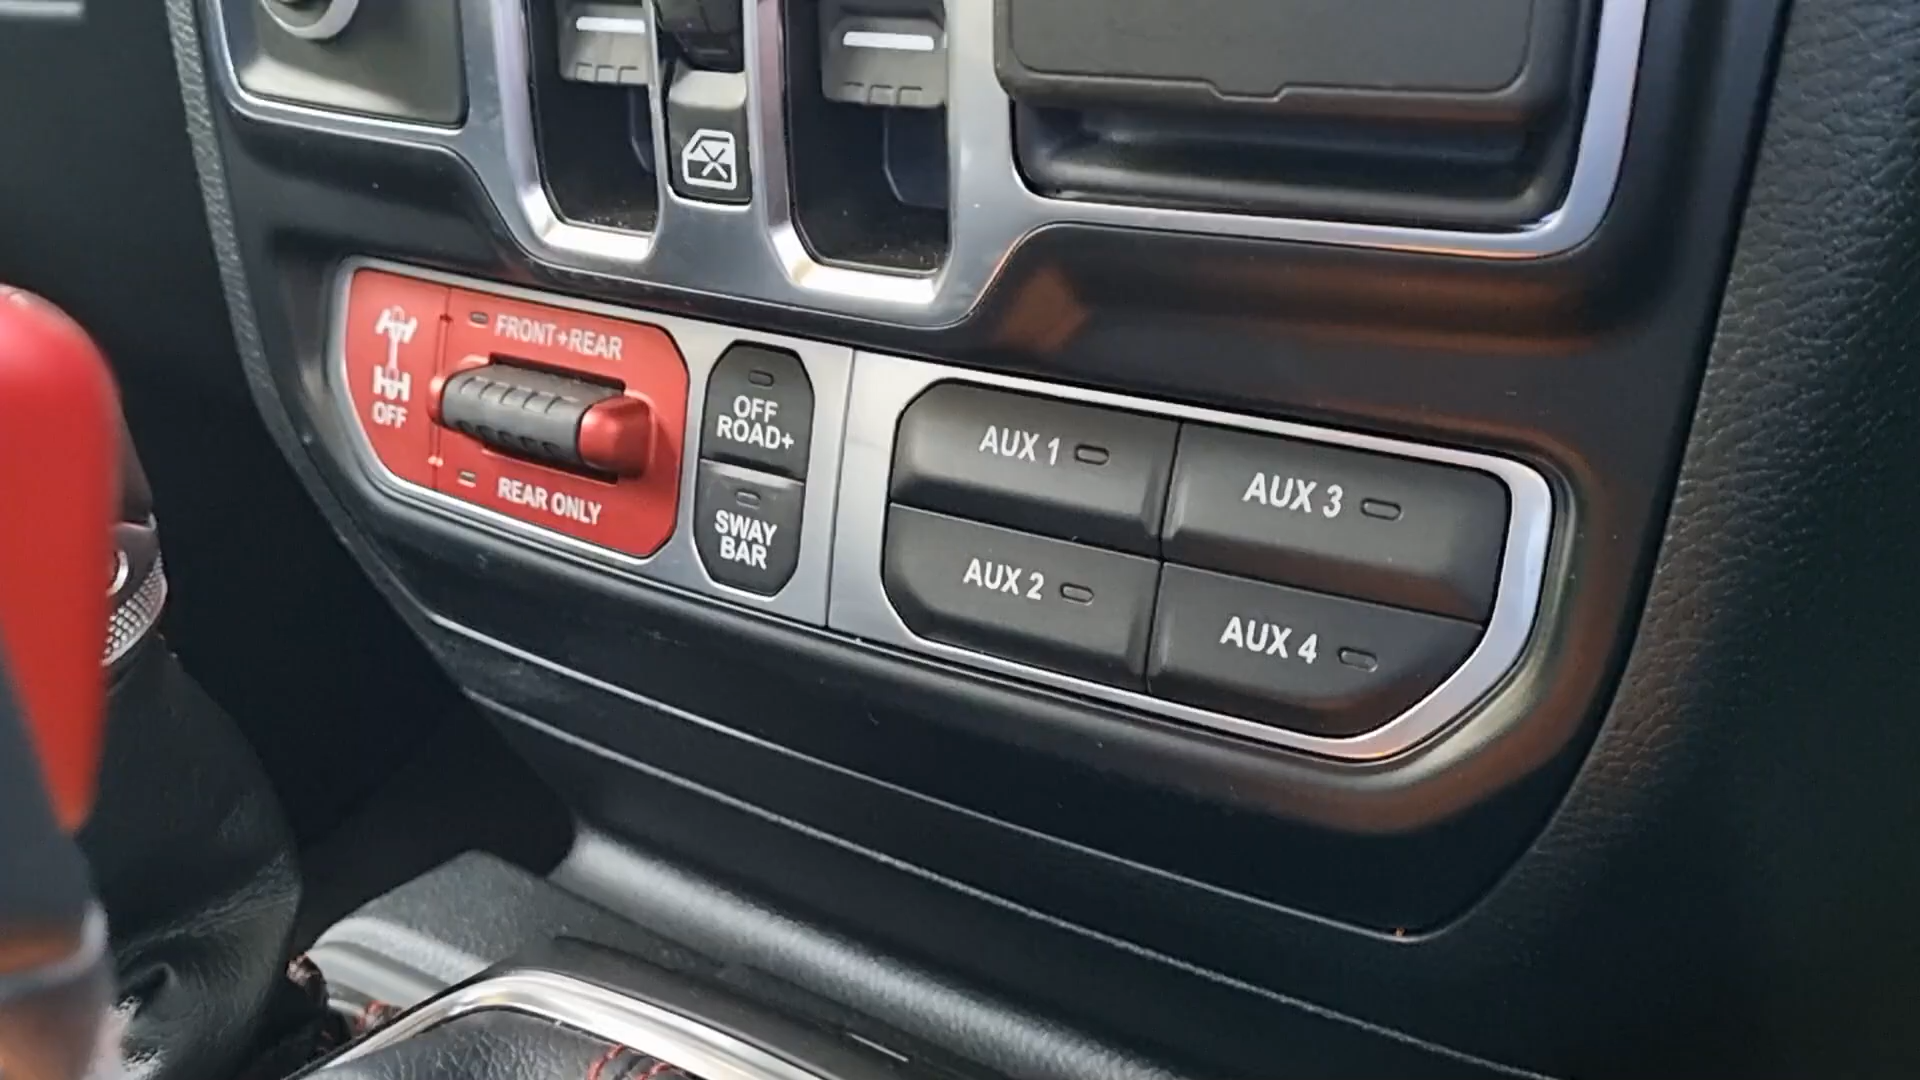 FRONT+REAR
OFF
REAR ONLY
OFF
ROAD+
SWAY
BAR
AUX 1
AUX 2
AUX 3
AUX 4